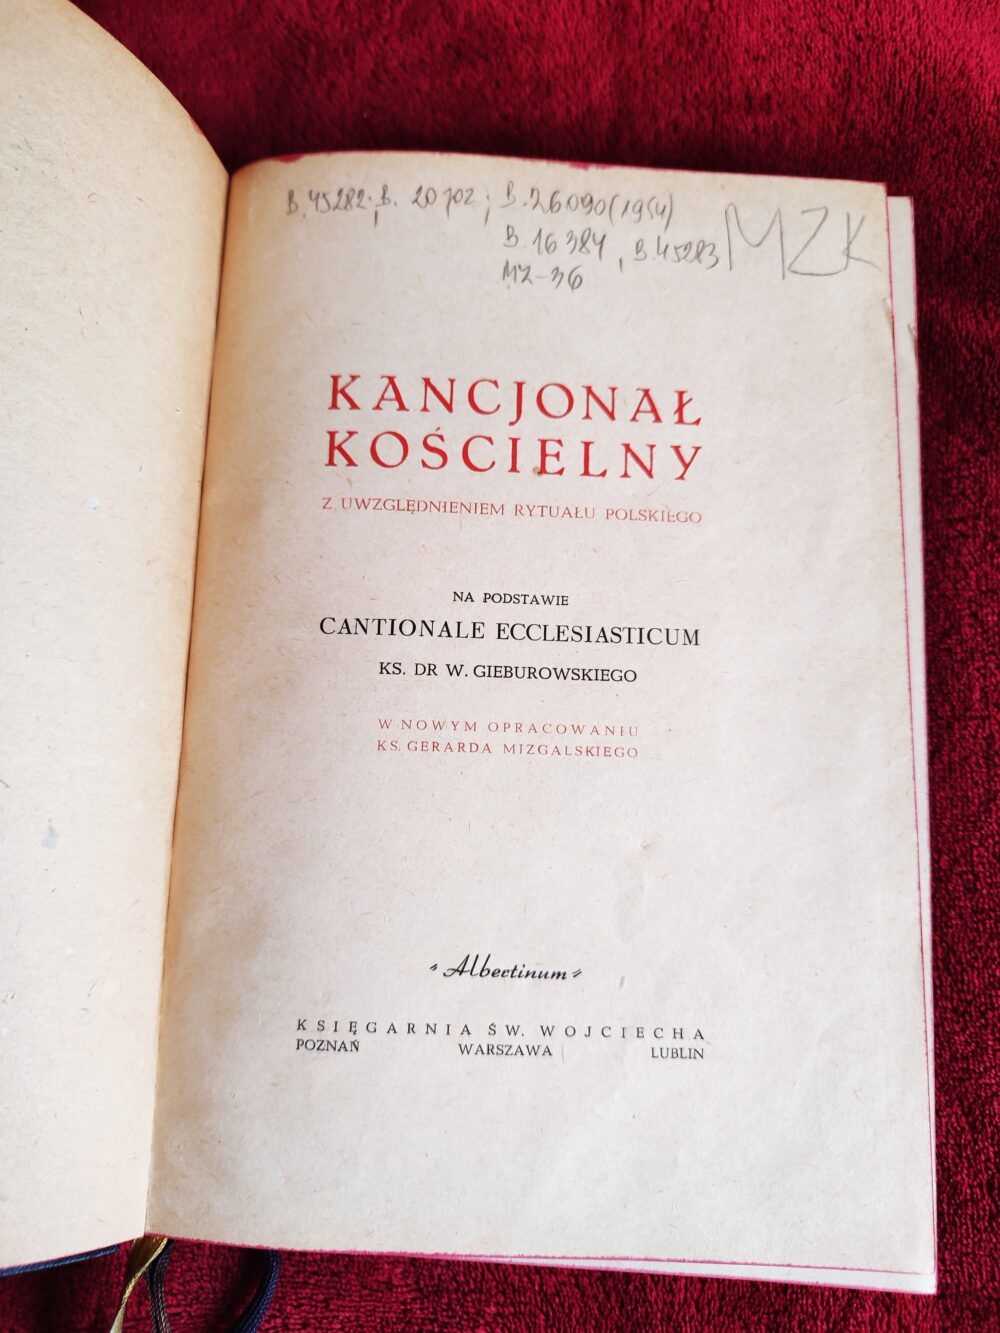 B.45282; B. 20702; B.26090(1954)
B 16384, B.45283
MZK
MZ-36
KANCJONAŁ
KOŚCIELNY
Z UWZGLĘDNIENIEM RYTUAŁU POLSKIEGO
NA PODSTAWIE
CANTIONALE ECCLESIASTICUM
KS. DR W. GIEBUROWSKIEGO
W NOWYM OPRACOWANIU
KS. GERARDA MIZGALSKIEGO
"Albertinum"
KSIĘGARNIA ŚW. WOJCIECHA
POZNAŃ WARSZAWA LUBLIN